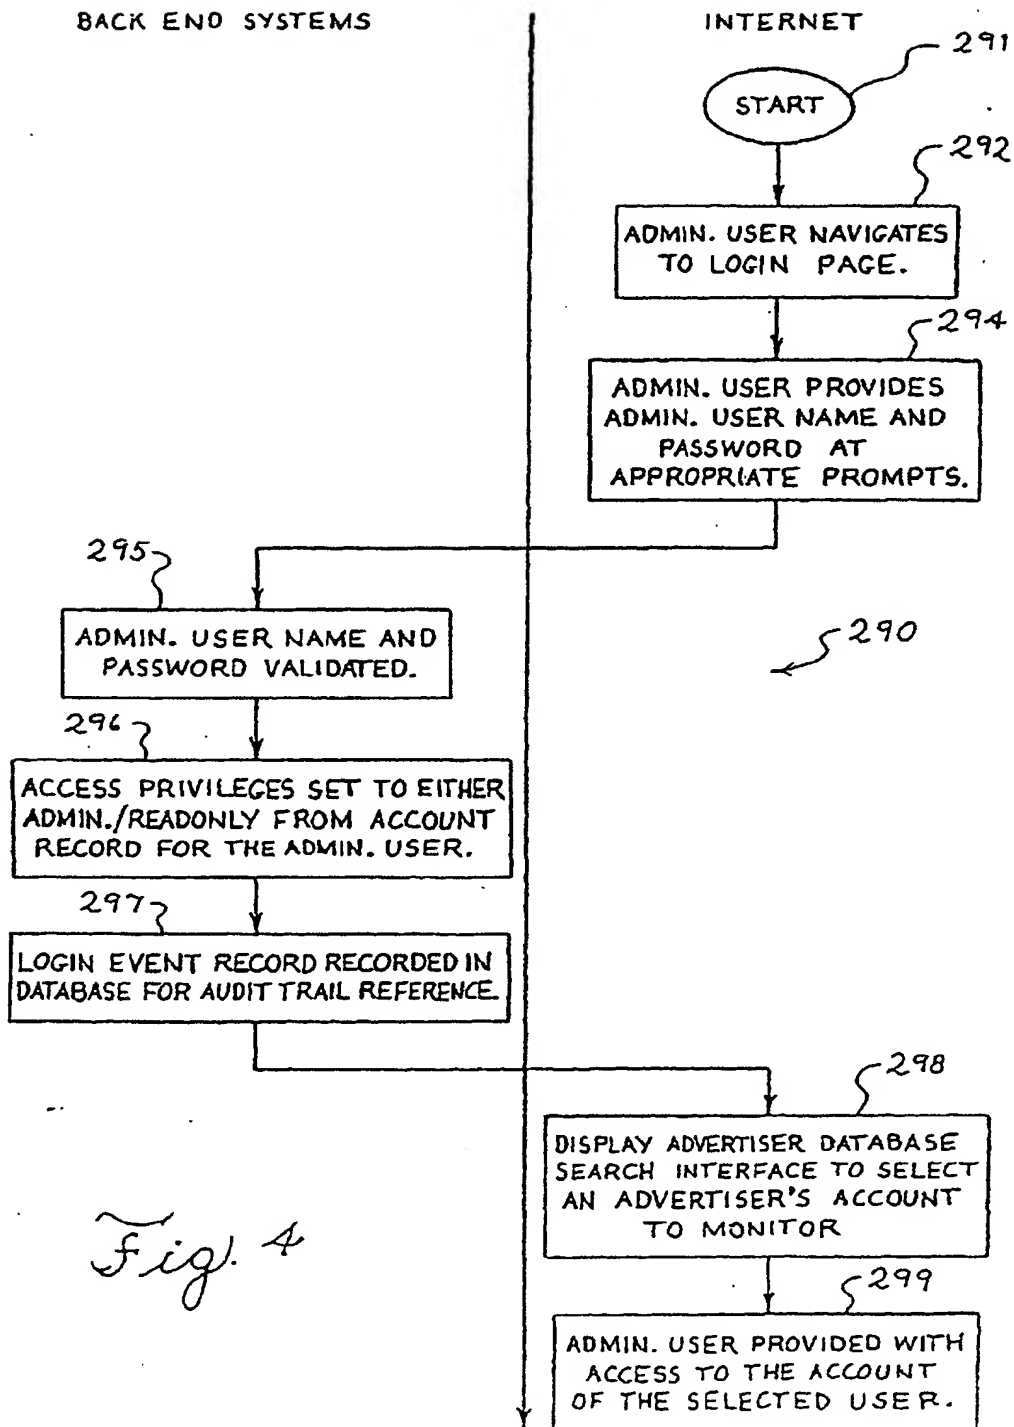 BACK END SYSTEMS
INTERNET
291
START
292
ADMIN. USER NAVIGATES
TO LOGIN PAGE.
294
ADMIN. USER PROVIDES
ADMIN. USER NAME AND
PASSWORD AT
APPROPRIATE PROMPTS.
295
ADMIN. USER NAME AND
PASSWORD VALIDATED.
290
296
ACCESS PRIVILEGES SET TO EITHER
ADMIN./READONLY FROM ACCOUNT
RECORD FOR THE ADMIN. USER.
297
LOGIN EVENT RECORD RECORDED IN
DATABASE FOR AUDIT TRAIL REFERENCE.
298
DISPLAY ADVERTISER DATABASE
SEARCH INTERFACE TO SELECT
AN ADVERTISER'S ACCOUNT
TO MONITOR
Fig. 4
299
ADMIN. USER PROVIDED WITH
ACCESS TO THE ACCOUNT
OF THE SELECTED USER.